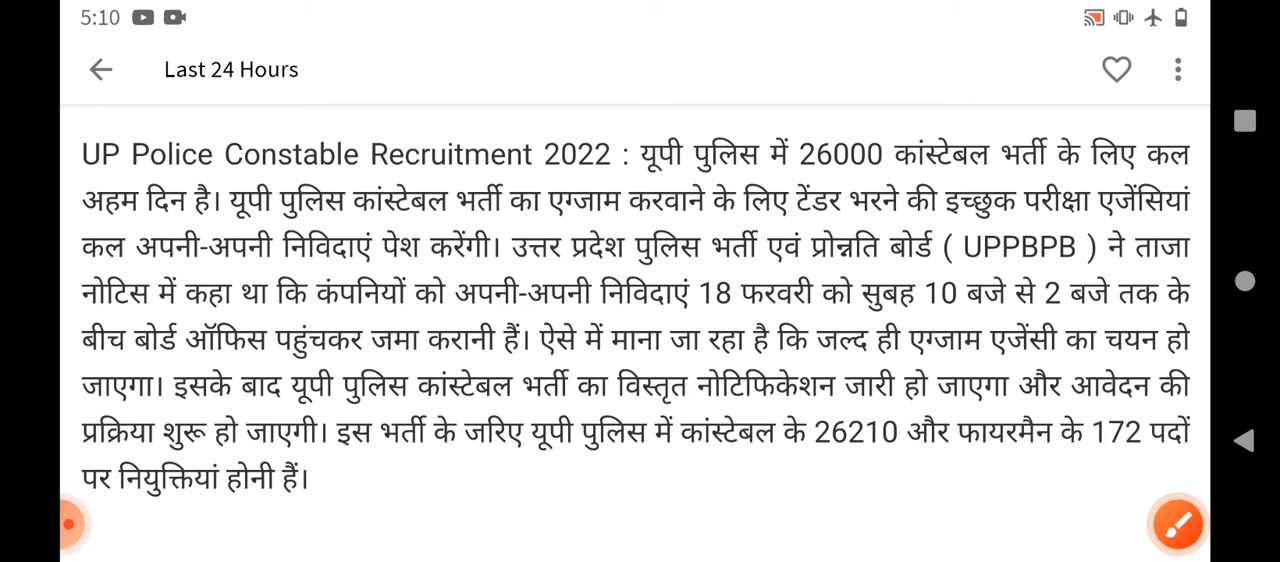 5:10
Last 24 Hours
UP Police Constable Recruitment 2022 : यूपी पुलिस में 26000 कांस्टेबल भर्ती के लिए कल
अहम दिन है। यूपी पुलिस कांस्टेबल भर्ती का एग्जाम करवाने के लिए टेंडर भरने की इच्छुक परीक्षा एजेंसियां
कल अपनी-अपनी निविदाएं पेश करेंगी। उत्तर प्रदेश पुलिस भर्ती एवं प्रोन्नति बोर्ड ( UPPBPB ) ने ताजा
नोटिस में कहा था कि कंपनियों को अपनी-अपनी निविदाएं 18 फरवरी को सुबह 10 बजे से 2 बजे तक के
बीच बोर्ड ऑफिस पहुंचकर जमा करानी हैं। ऐसे में माना जा रहा है कि जल्द ही एग्जाम एजेंसी का चयन हो
जाएगा। इसके बाद यूपी पुलिस कांस्टेबल भर्ती का विस्तृत नोटिफिकेशन जारी हो जाएगा और आवेदन की
प्रक्रिया शुरू हो जाएगी। इस भर्ती के जरिए यूपी पुलिस में कांस्टेबल के 26210 और फायरमैन के 172 पदों
पर नियुक्तियां होनी हैं।